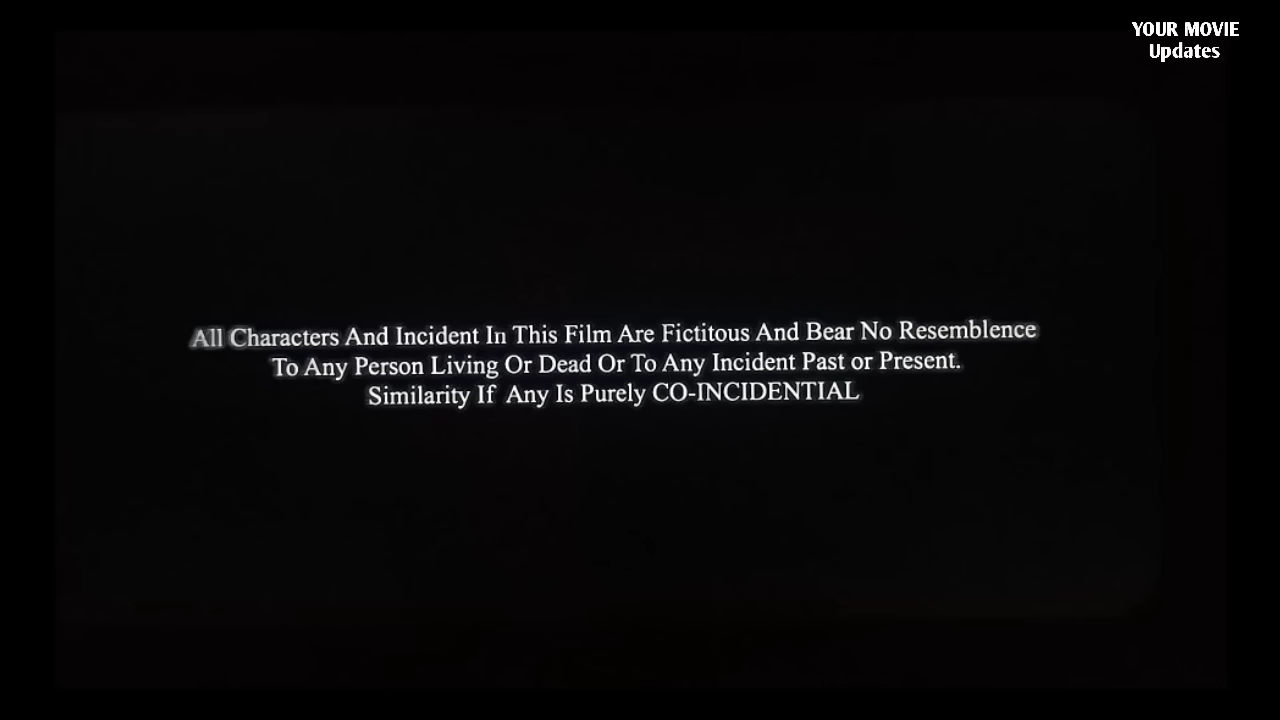 YOUR MOVIE
Updates
All Characters And Incident In This Film Are Fictitous And Bear No Resemblence
To Any Person Living Or Dead Or To Any Incident Past or Present.
Similarity If Any Is Purely CO-INCIDENTIAL